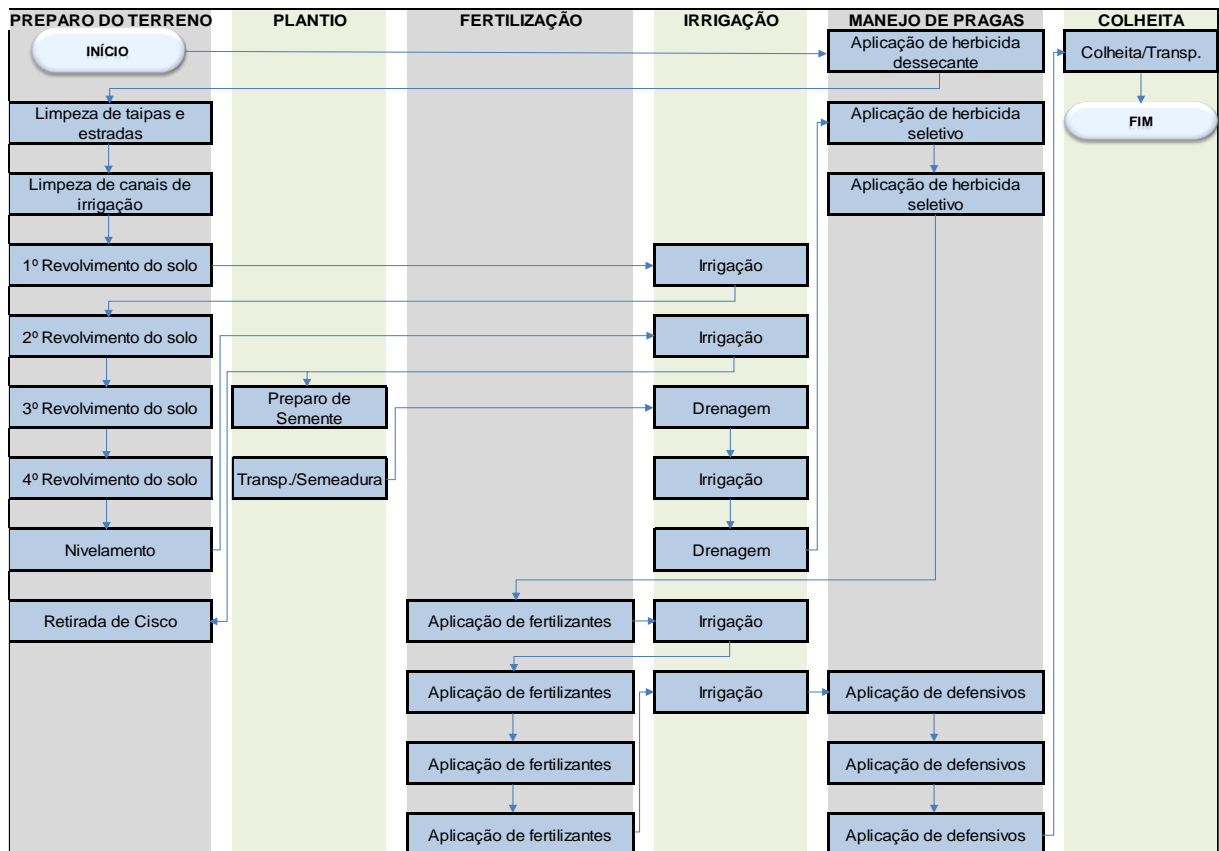 PREPARO DO TERRENO
PLANTIO
FERTILIZAÇÃO
IRRIGAÇÃO
MANEJO DE PRAGAS
COLHEITA
INÍCIO
Aplicação de herbicida
dessecante
Colheita/Transp.
Limpeza de taipas e
estradas
Aplicação de herbicida
seletivo
FIM
Limpeza de canais de
irrigação
Aplicação de herbicida
seletivo
1º Revolvimento do solo
Irrigação
2º Revolvimento do solo
Irrigação
3º Revolvimento do solo
Preparo de
Semente
Drenagem
4º Revolvimento do solo
Transp./Semeadura
Irrigação
Nivelamento
Drenagem
Retirada de Cisco
Aplicação de fertilizantes
Irrigação
Aplicação de fertilizantes
Irrigação
Aplicação de defensivos
Aplicação de fertilizantes
Aplicação de defensivos
Aplicação de fertilizantes
Aplicação de defensivos